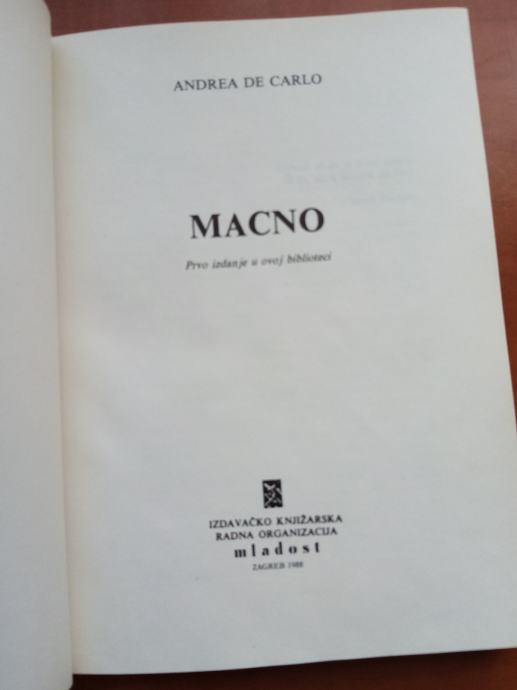 ANDREA DE CARLO
MACNO
Prvo izdanje u ovoj biblioteci
IZDAVAČKO KNJIŽARSKA
RADNA ORGANIZACIJA
mladost
ZAGREB 1988